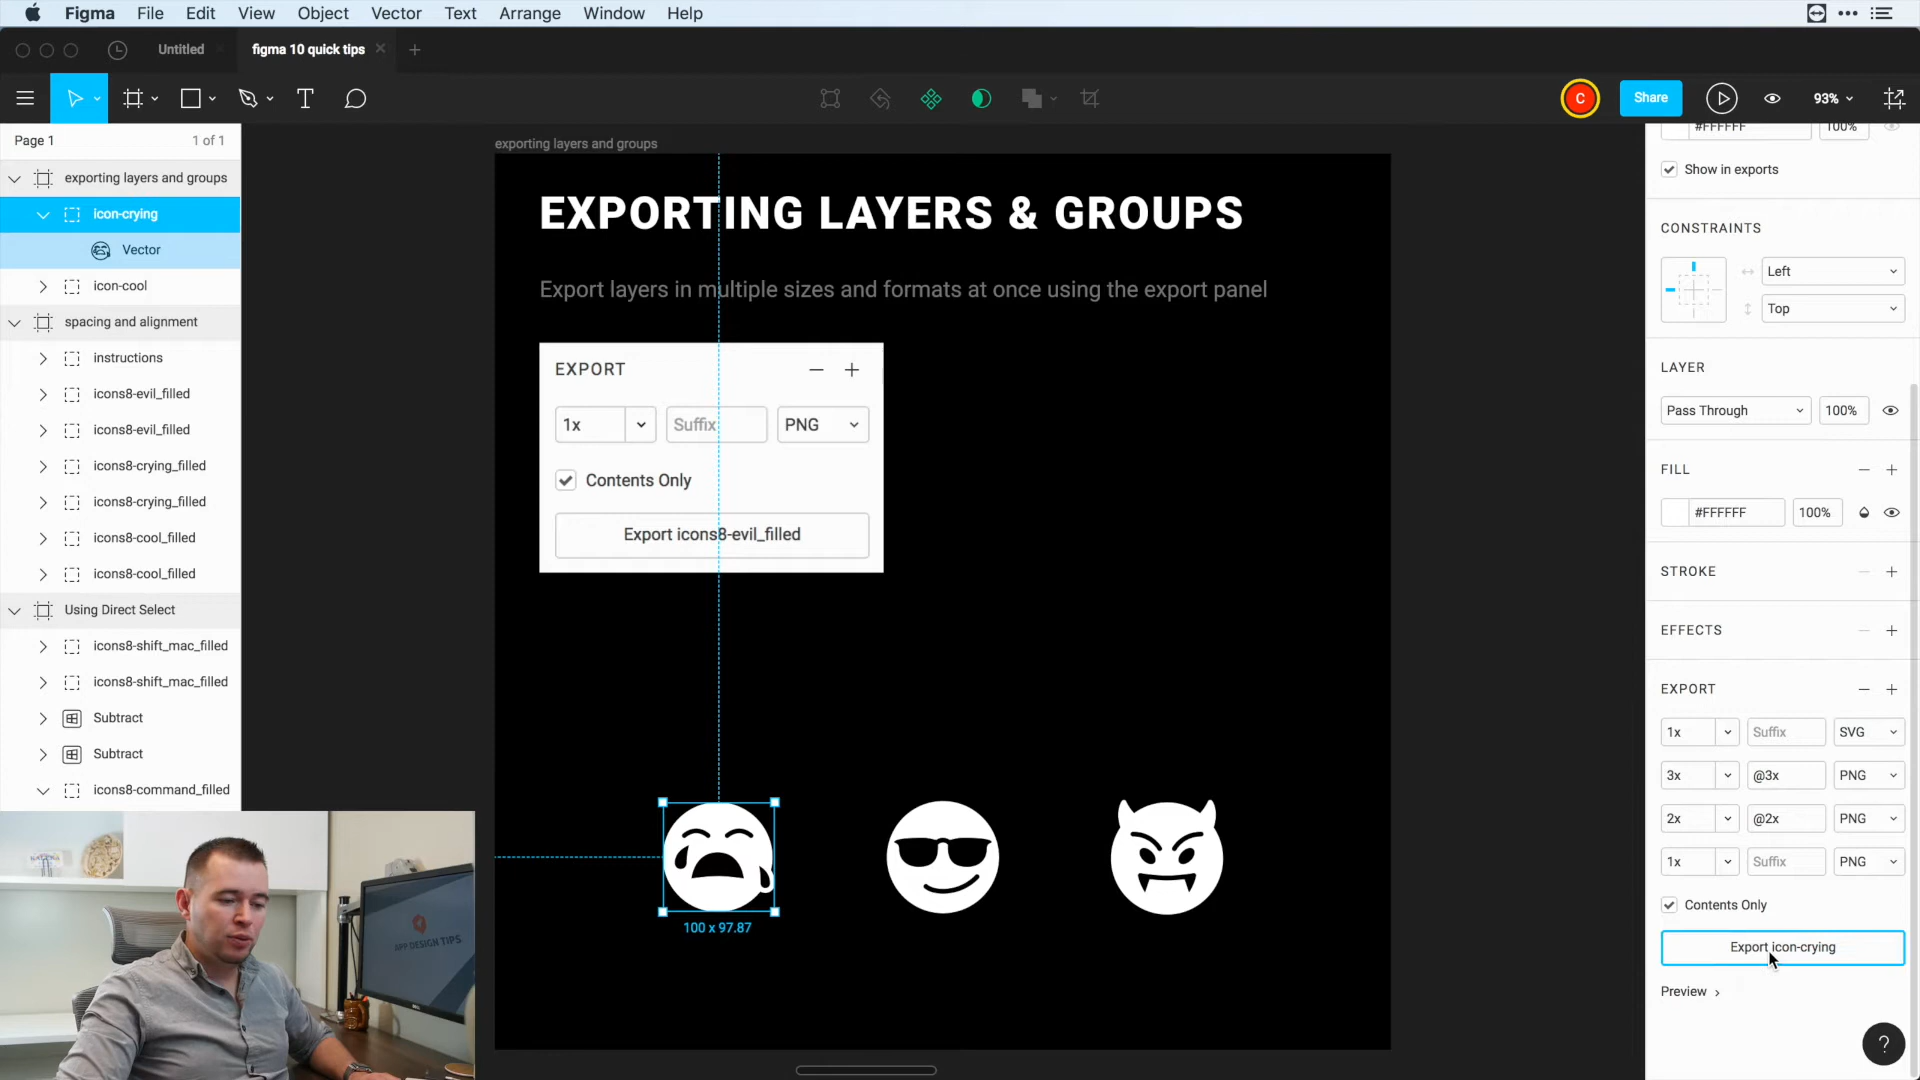 Figma File Edit View Object Vector Text Arrange Window Help
Untitled
figma 10 quick tips
C
Share
93%
Page 1
1 of 1
exporting layers and groups
icon-crying
Vector
icon-cool
spacing and alignment
instructions
icons8-evil_filled
icons8-evil_filled
icons8-crying_filled
icons8-crying_filled
icons8-cool_filled
icons8-cool_filled
Using Direct Select
icons8-shift_mac_filled
icons8-shift_mac_filled
Subtract
Subtract
icons8-command_filled
exporting layers and groups
EXPORTING LAYERS & GROUPS
Export layers in multiple sizes and formats at once using the export panel
EXPORT
1x Suffix PNG
Contents Only
Export icons8-evil_filled
100 x 97.87
#FFFFFF 100%
Show in exports
CONSTRAINTS
Left
Top
LAYER
Pass Through 100%
FILL
#FFFFFF 100%
STROKE
EFFECTS
EXPORT
1x Suffix SVG
3x @3x PNG
2x @2x PNG
1x Suffix PNG
Contents Only
Export icon-crying
Preview
?
APP DESIGN TIPS